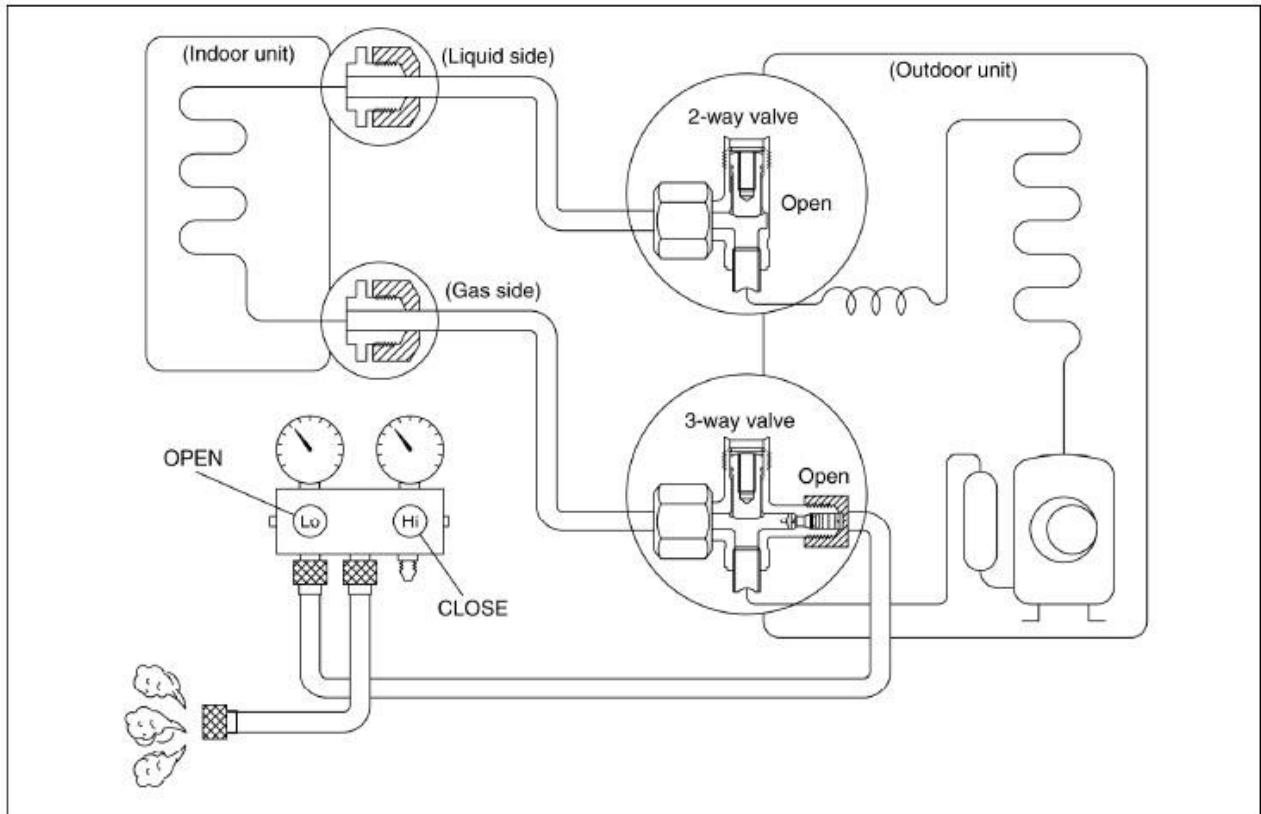 (Indoor unit)
(Liquid side)
(Outdoor unit)
2-way valve
Open
(Gas side)
3-way valve
Open
OPEN
Lo
Hi
CLOSE